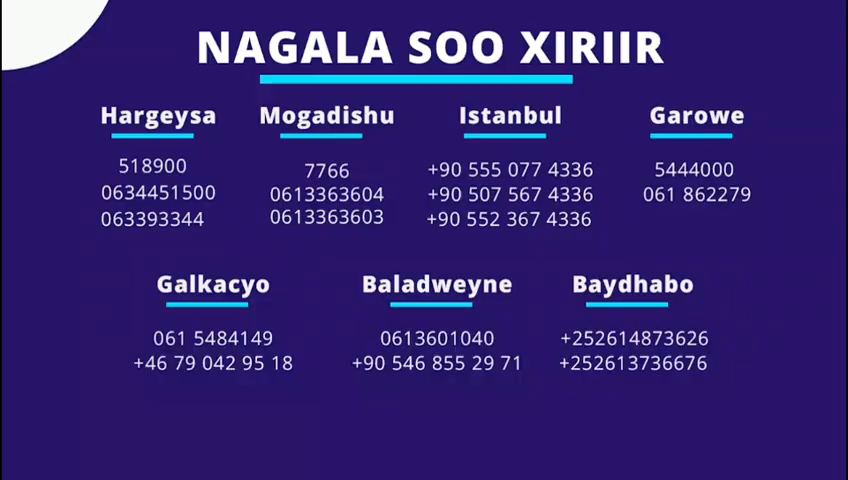 NAGALA SOO XIRIIR
Hargeysa
518900
0634451500
063393344
Mogadishu
7766
0613363604
0613363603
Istanbul
+90 555 077 4336
+90 507 567 4336
+90 552 367 4336
Garowe
5444000
061 862279
Galkacyo
061 5484149
+46 79 042 95 18
Baladweyne
0613601040
+90 546 855 29 71
Baydhabo
+252614873626
+252613736676